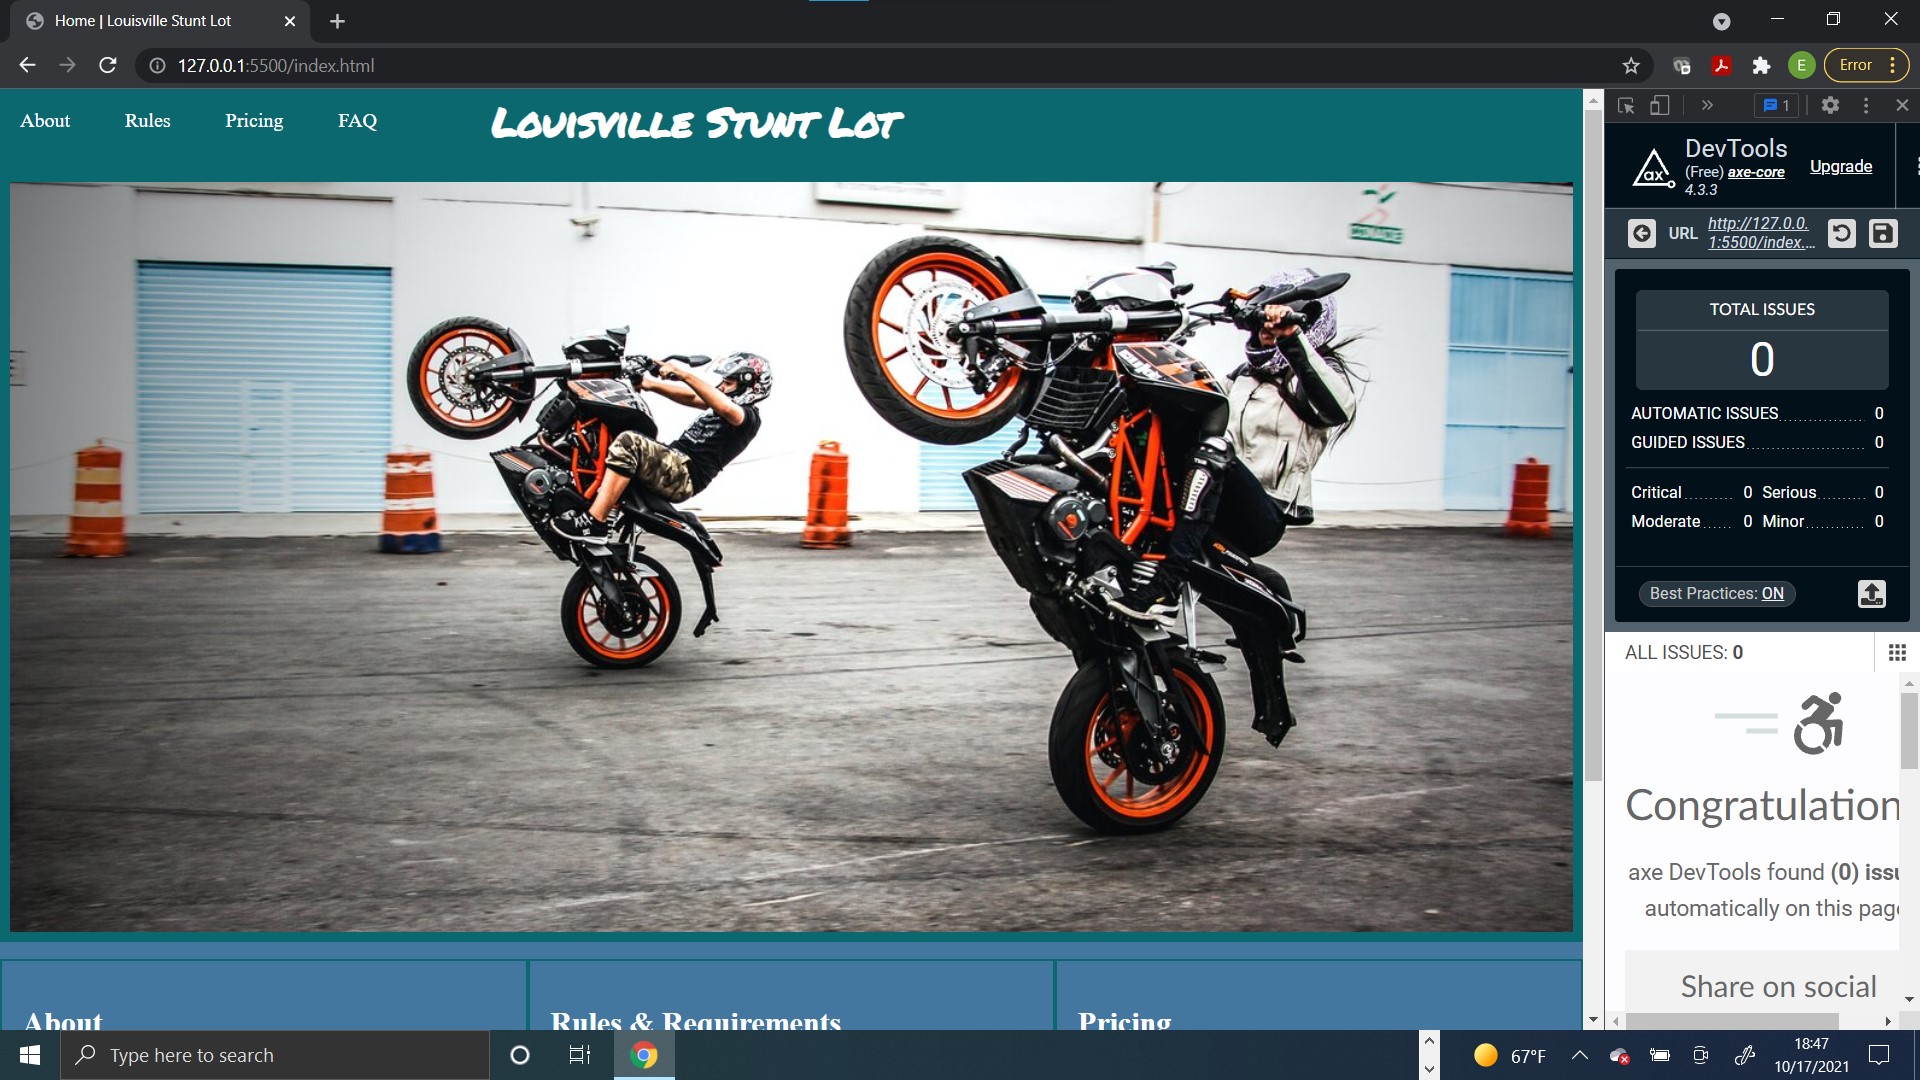 Home | Louisville Stunt Lot
127.0.0.1:5500/index.html
E
Error
About Rules Pricing FAQ
Louisville Stunt Lot
1
ax
DevTools
(Free) axe-core
4.3.3
Upgrade
URL
http://127.0.0.
1:5500/index....
TOTAL ISSUES
0
AUTOMATIC ISSUES 0
GUIDED ISSUES 0
Critical 0 Serious 0
Moderate 0 Minor 0
Best Practices: ON
ALL ISSUES: 0
Congratulation
axe DevTools found (0) issu
automatically on this page
Share on social
About
Rules & Requirements
Pricing
Type here to search
67°F
18:47
10/17/2021